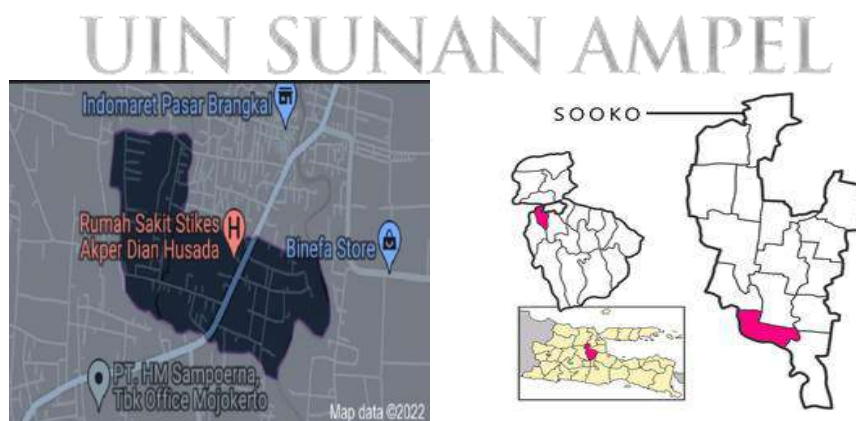 UIN SUNAN AMPEL
Indomaret Pasar Brangkal
Rumah Sakit Stikes
Akper Dian Husada
H
Binefa Store
PT. HM Sampoerna,
Tbk Office Mojokerto
Map data ©2022
SOOKO